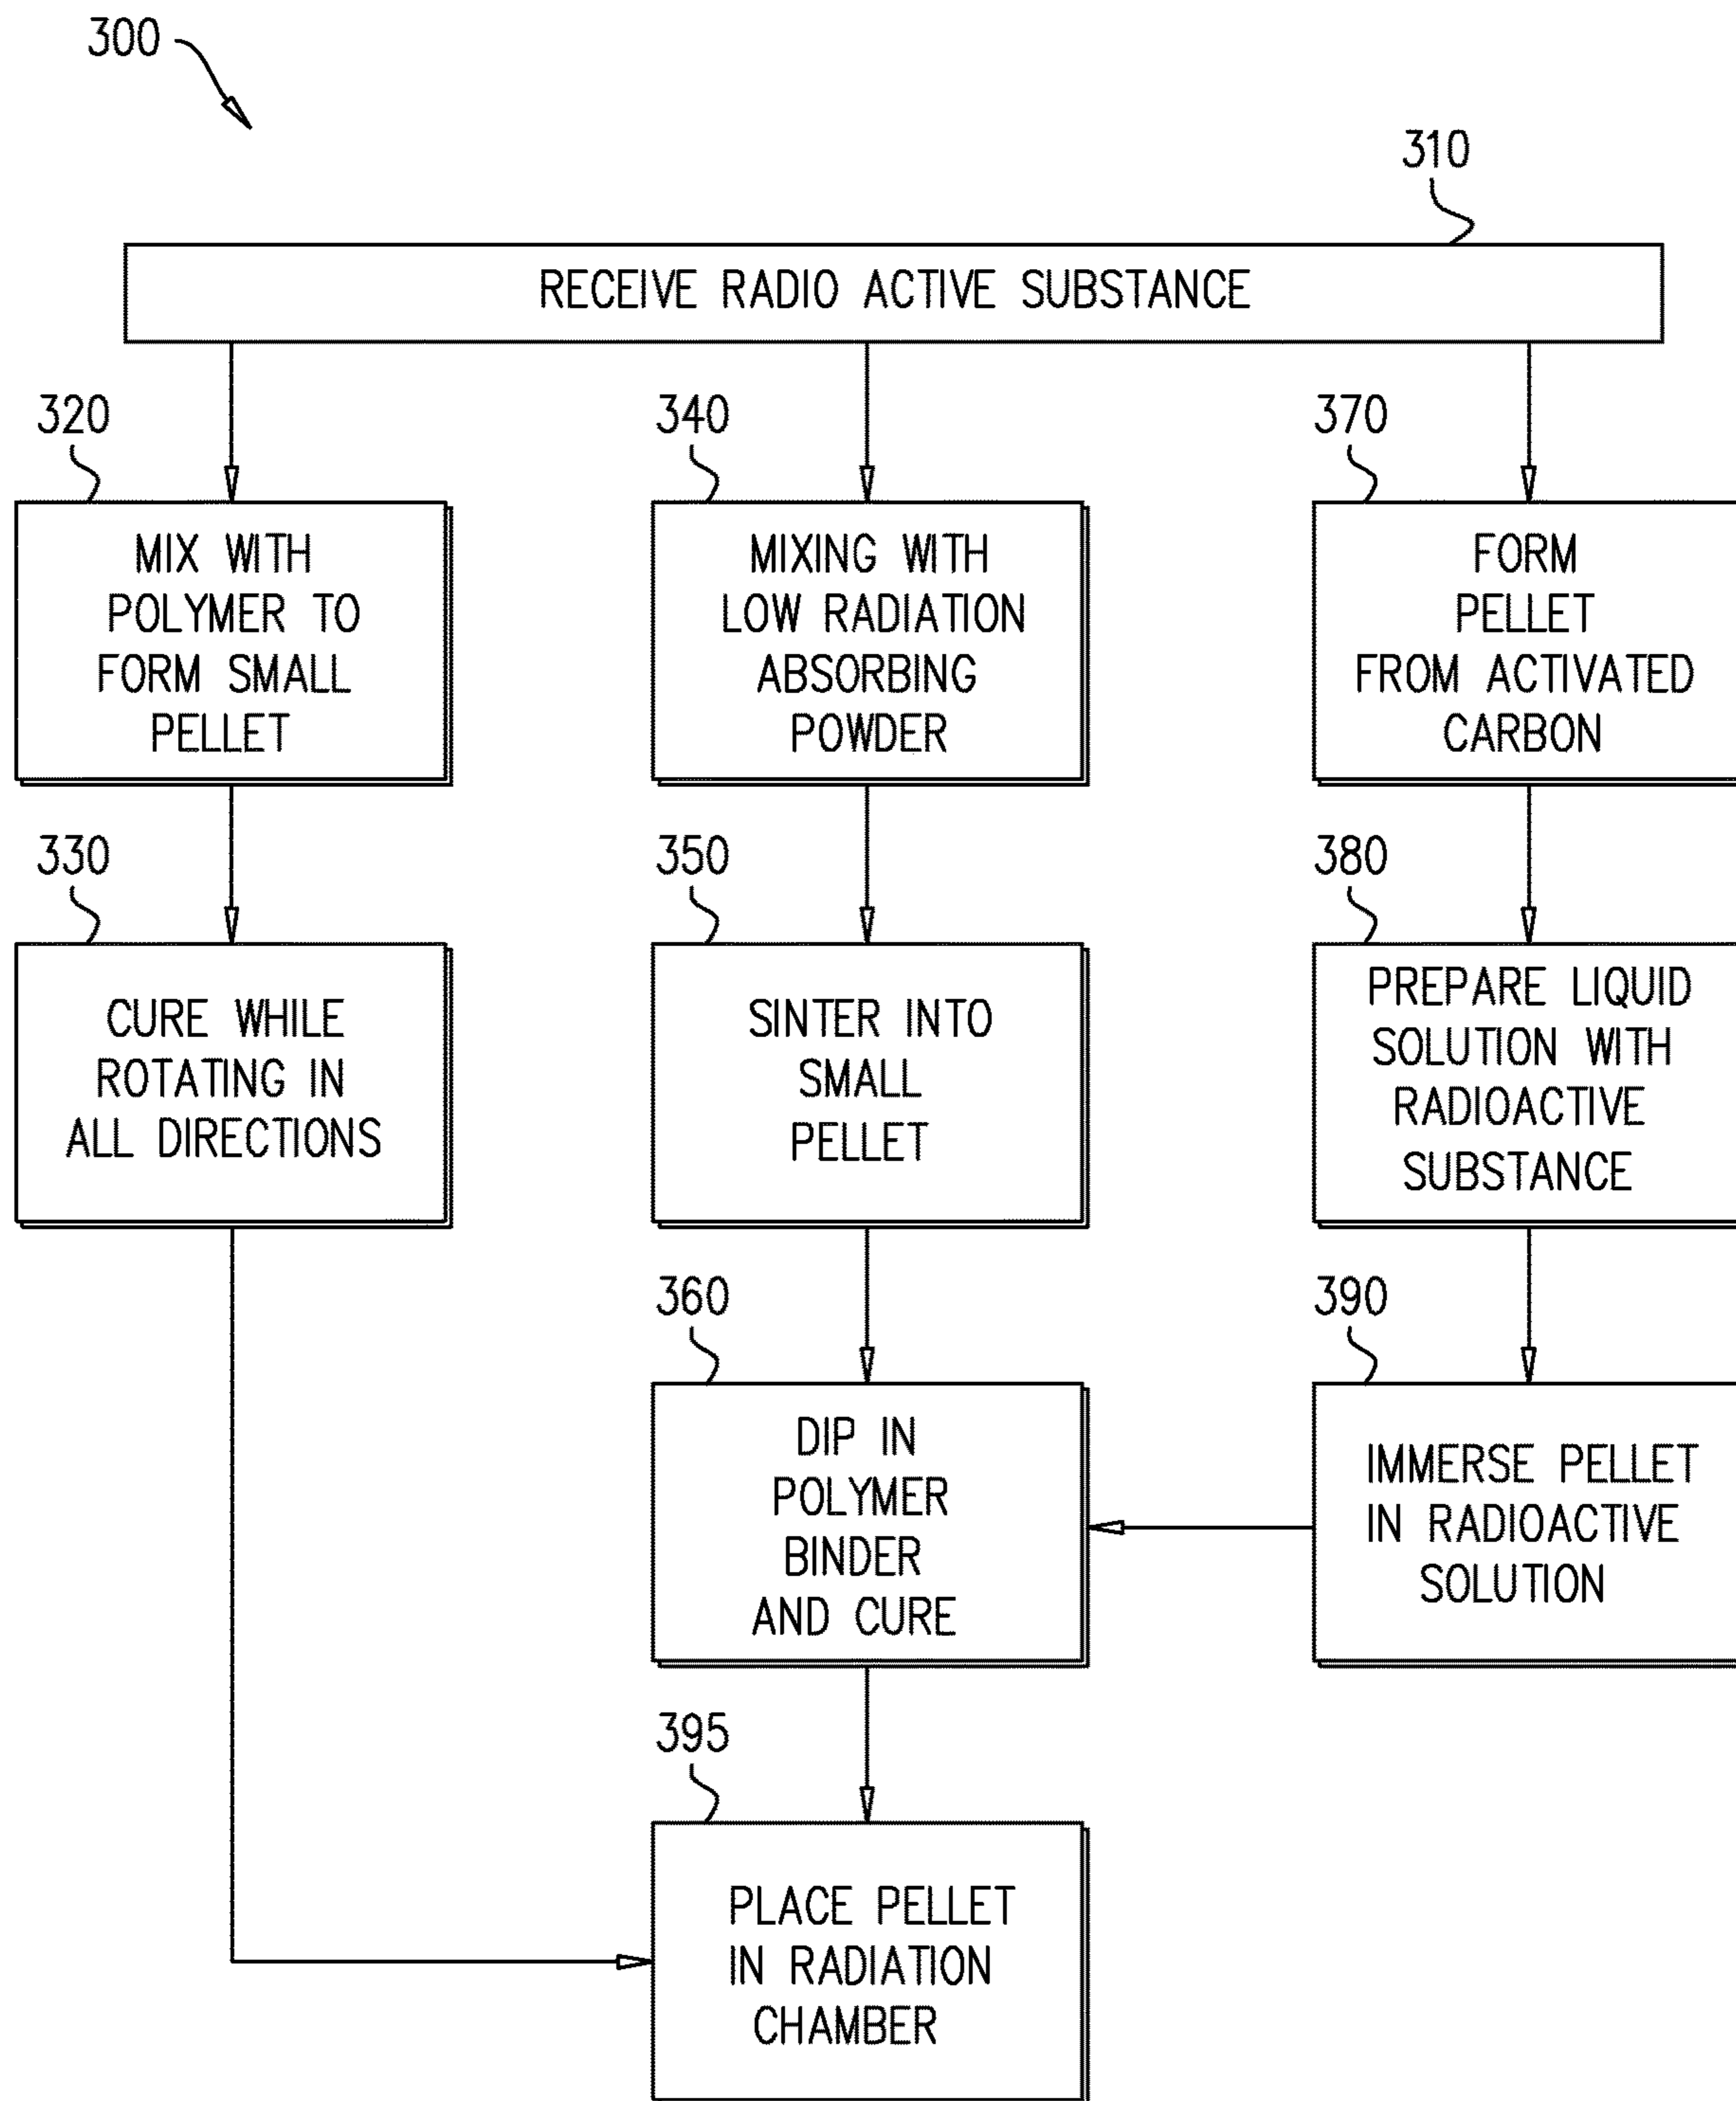 300
310
RECEIVE RADIO ACTIVE SUBSTANCE
320
MIX WITH
POLYMER TO
FORM SMALL
PELLET
330
CURE WHILE
ROTATING IN
ALL DIRECTIONS
340
MIXING WITH
LOW RADIATION
ABSORBING
POWDER
350
SINTER INTO
SMALL
PELLET
360
DIP IN
POLYMER
BINDER
AND CURE
370
FORM
PELLET
FROM ACTIVATED
CARBON
380
PREPARE LIQUID
SOLUTION WITH
RADIOACTIVE
SUBSTANCE
390
IMMERSE PELLET
IN RADIOACTIVE
SOLUTION
395
PLACE PELLET
IN RADIATION
CHAMBER